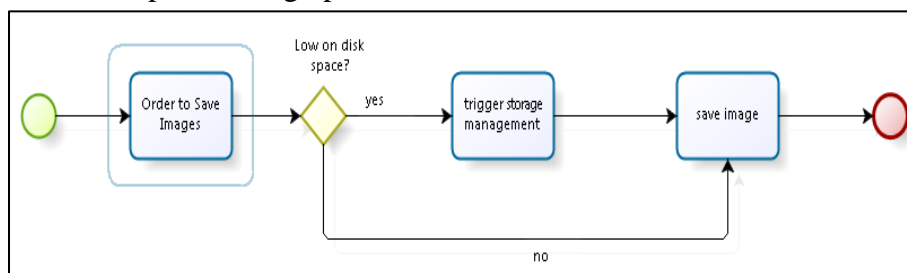 Low on disk
space?
Order to Save
Images
yes
trigger storage
management
save image
no